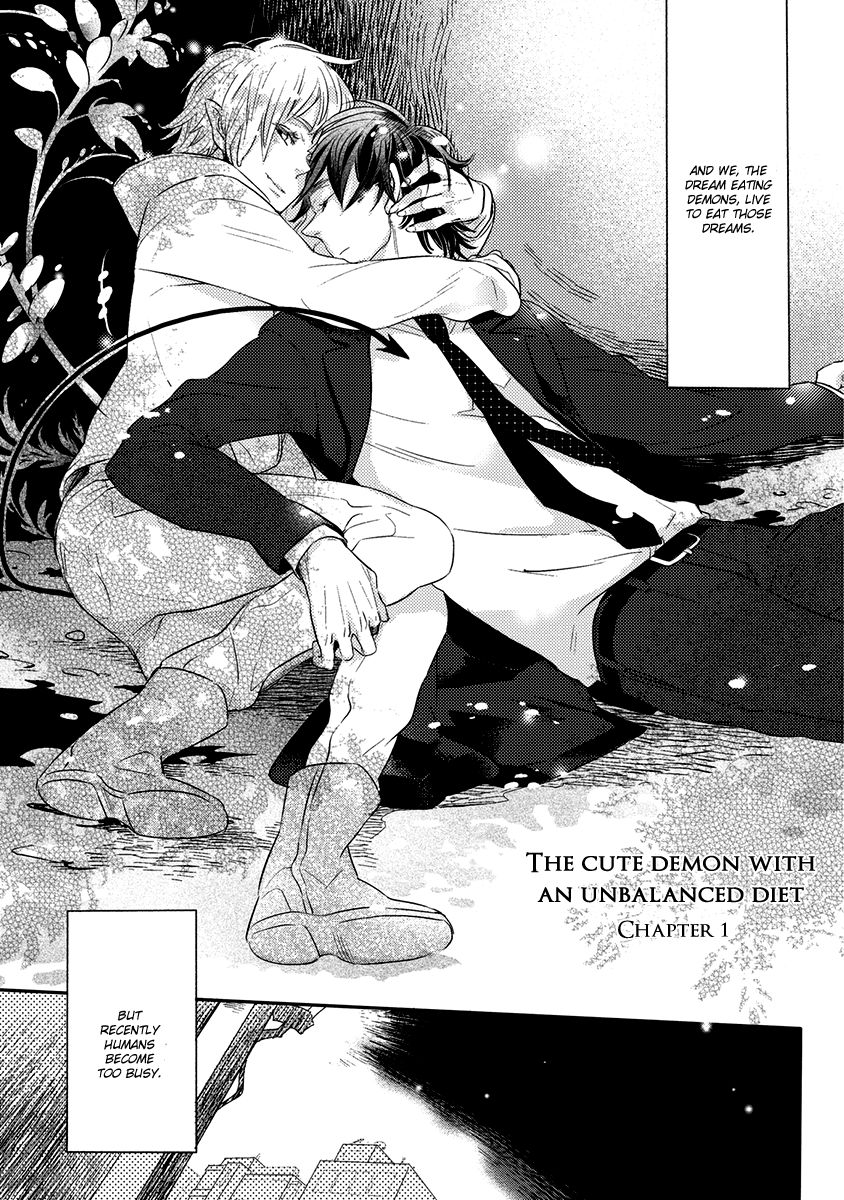 AND WE, THE
DREAM EATING
DEMONS, LIVE
TO EAT THOSE
DREAMS.
THE CUTE DEMON WITH
AN UNBALANCED DIET
CHAPTER 1
BUT
RECENTLY
HUMANS
BECOME
TOO BUSY.